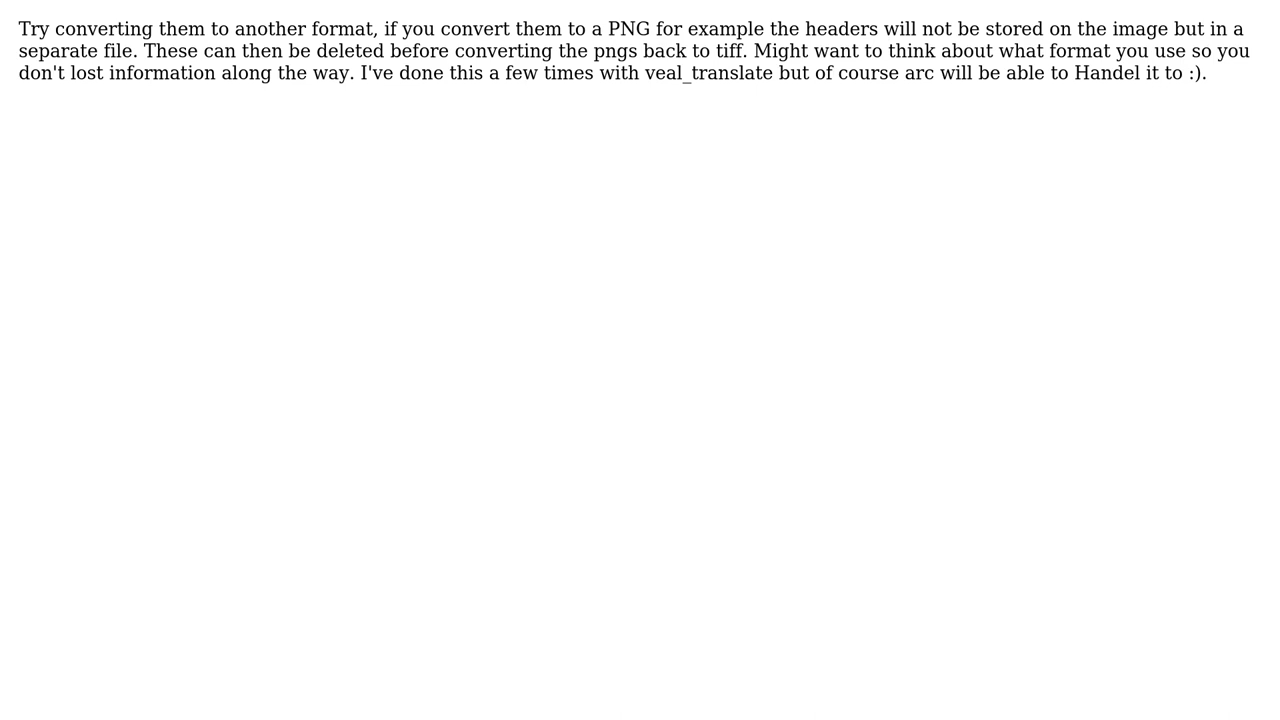 Try converting them to another format, if you convert them to a PNG for example the headers will not be stored on the image but in a
separate file. These can then be deleted before converting the pngs back to tiff. Might want to think about what format you use so you
don't lost information along the way. I've done this a few times with veal_translate but of course arc will be able to Handel it to :).